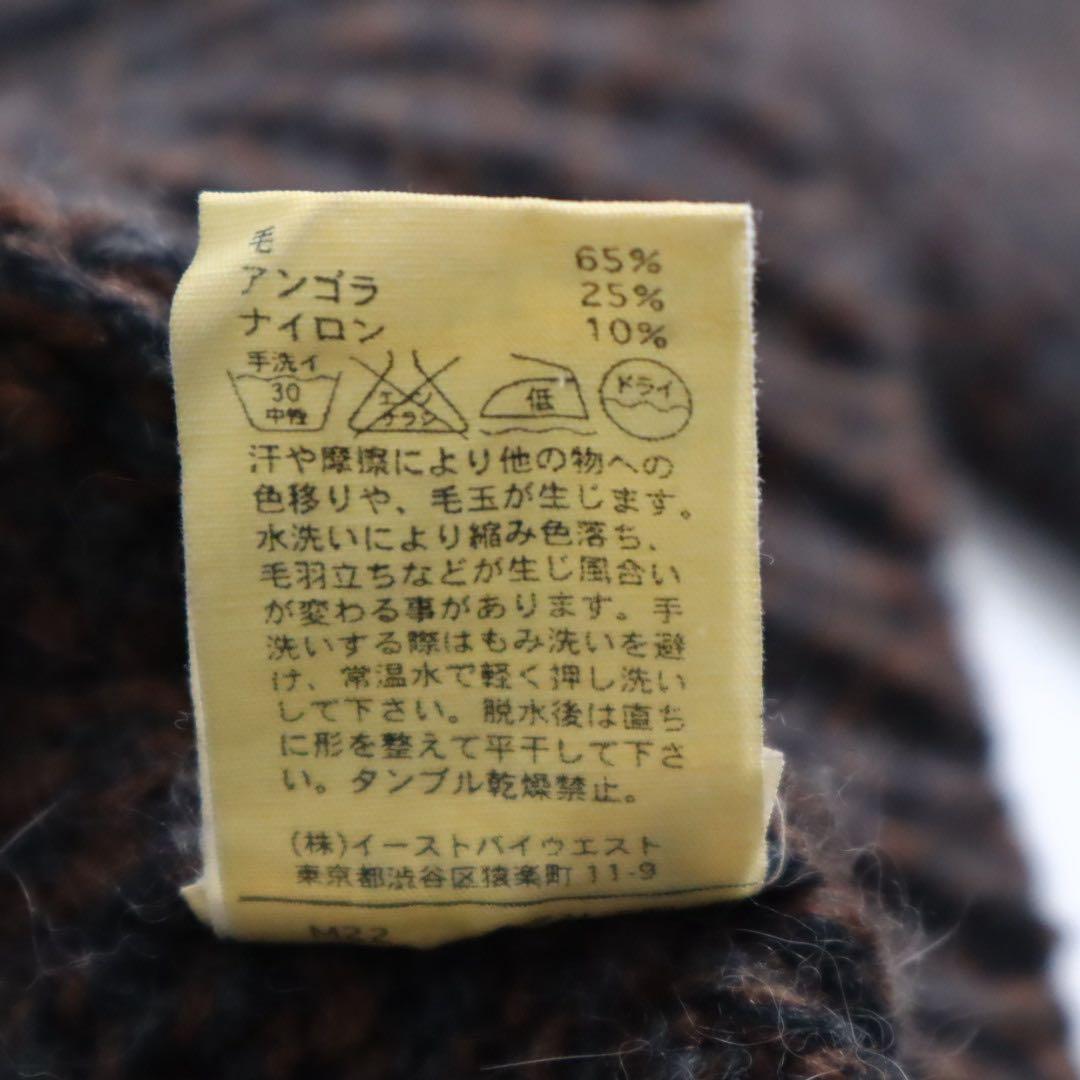 毛 65%
アンゴラ 25%
ナイロン 10%
手洗イ
30
中性
エンソ
サラシ
低
ドライ
汗や摩擦により他の物への
色移りや、毛玉が生じます。
水洗いにより縮み色落ち、
毛羽立ちなどが生じ風合い
が変わる事があります。手
洗いする際はもみ洗いを避
け、常温水で軽く押し洗い
して下さい。脱水後は直ち
に形を整えて平干して下さ
い。タンブル乾燥禁止。
(株)イーストバイウエスト
東京都渋谷区猿楽町 11-9
M22